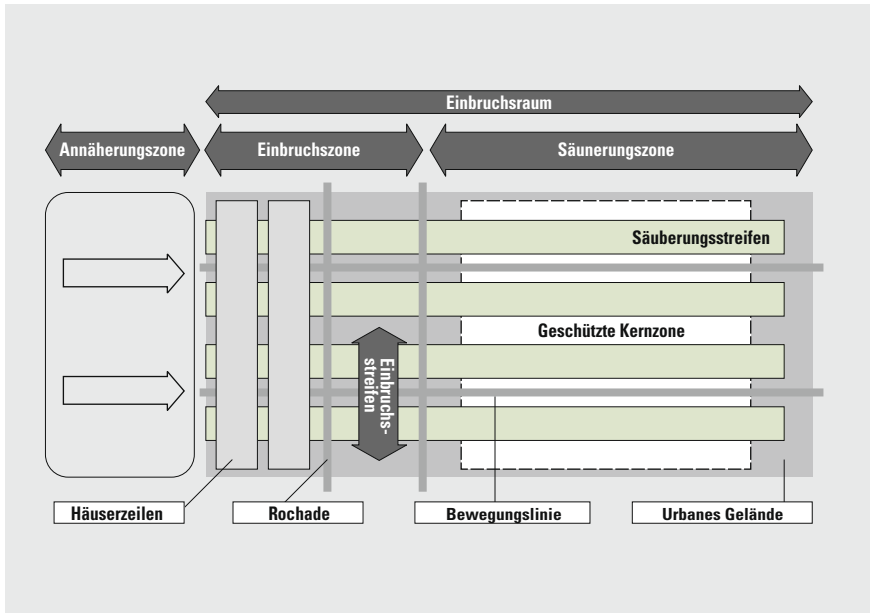 Einbruchsraum
Annäherungszone
Einbruchszone
Säunerungszone
Säuberungsstreifen
Geschützte Kernzone
Einbruchs-
streifen
Häuserzeilen
Rochade
Bewegungslinie
Urbanes Gelände